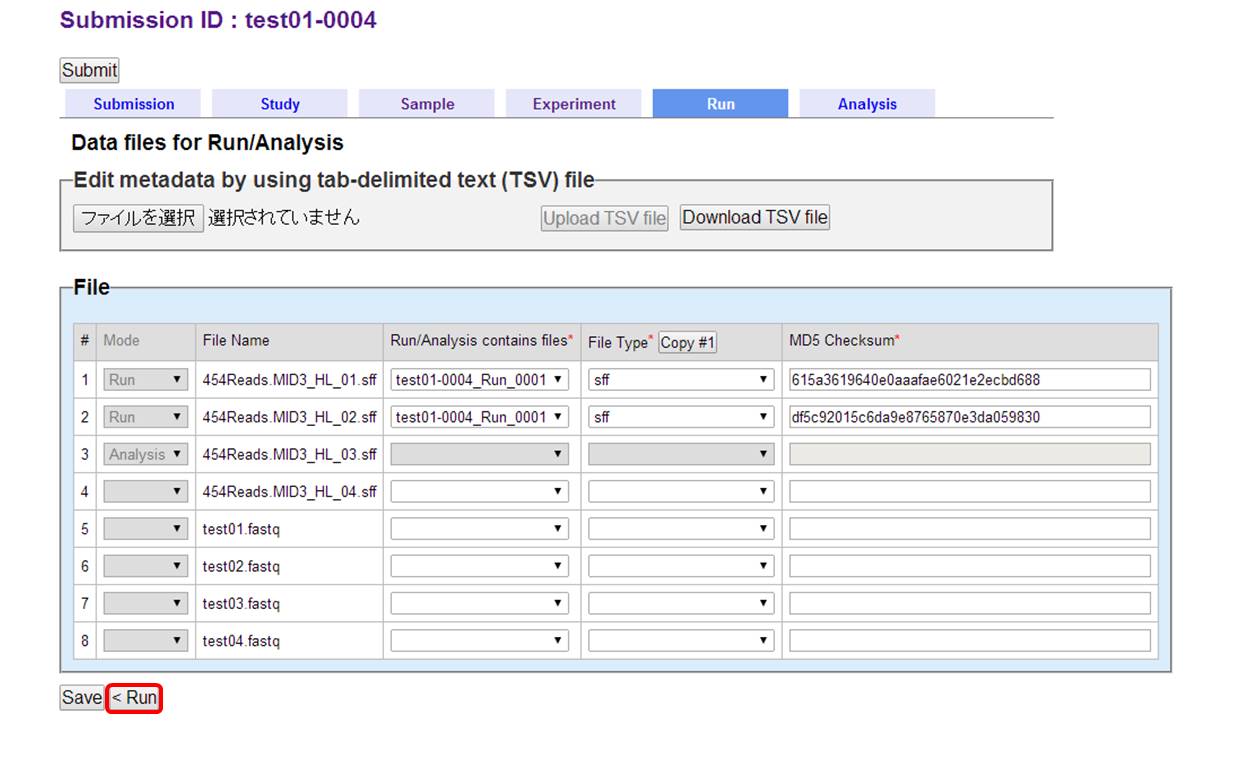 Submission ID : test01-0004
Submit
Submission Study Sample Experiment Run Analysis
Data files for Run/Analysis
Edit metadata by using tab-delimited text (TSV) file
ファイルを選択 選択されていません Upload TSV file Download TSV file
File
# Mode File Name Run/Analysis contains files* File Type* Copy #1 MD5 Checksum*
1 Run 454Reads.MID3_HL_01.sff test01-0004_Run_0001 sff 615a3619640e0aaafae6021e2ecbd688
2 Run 454Reads.MID3_HL_02.sff test01-0004_Run_0001 sff df5c92015c6da9e8765870e3da059830
3 Analysis 454Reads.MID3_HL_03.sff
4 454Reads.MID3_HL_04.sff
5 test01.fastq
6 test02.fastq
7 test03.fastq
8 test04.fastq
Save < Run